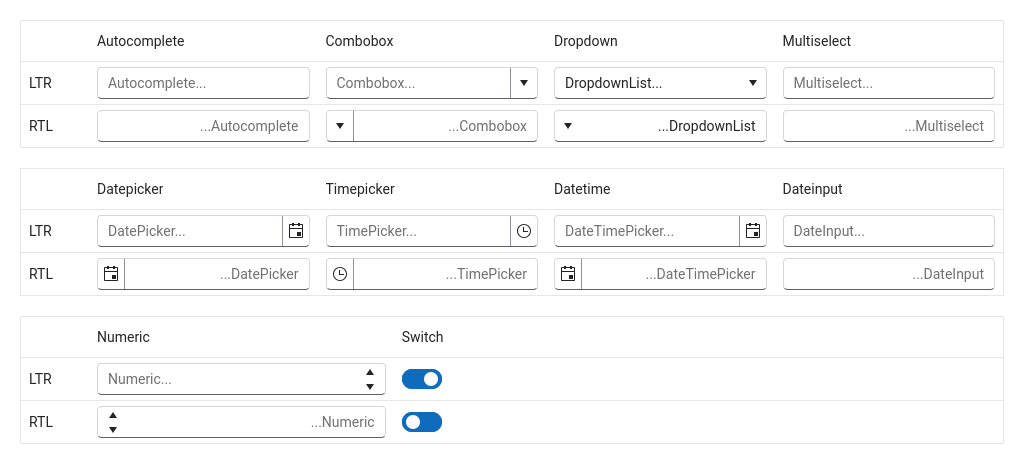 Autocomplete Combobox Dropdown Multiselect
LTR Autocomplete... Combobox... DropdownList... Multiselect...
RTL ...Autocomplete ...Combobox ...DropdownList ...Multiselect
Datepicker Timepicker Datetime Dateinput
LTR DatePicker... TimePicker... DateTimePicker... DateInput...
RTL ...DatePicker ...TimePicker ...DateTimePicker ...DateInput
Numeric Switch
LTR Numeric...
RTL ...Numeric